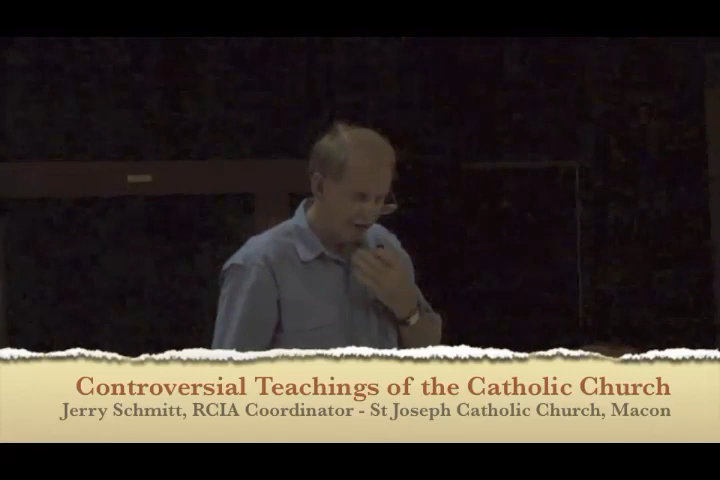 Controversial Teachings of the Catholic Church
Jerry Schmitt, RCIA Coordinator - St Joseph Catholic Church, Macon